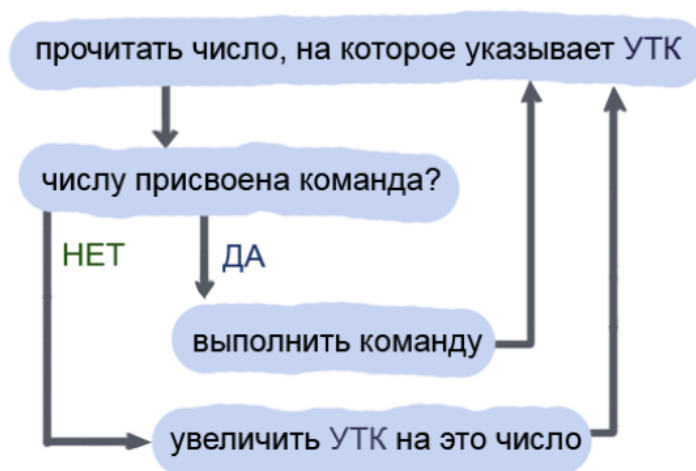 прочитать число, на которое указывает УТК
числу присвоена команда?
НЕТ
ДА
выполнить команду
увеличить УТК на это число